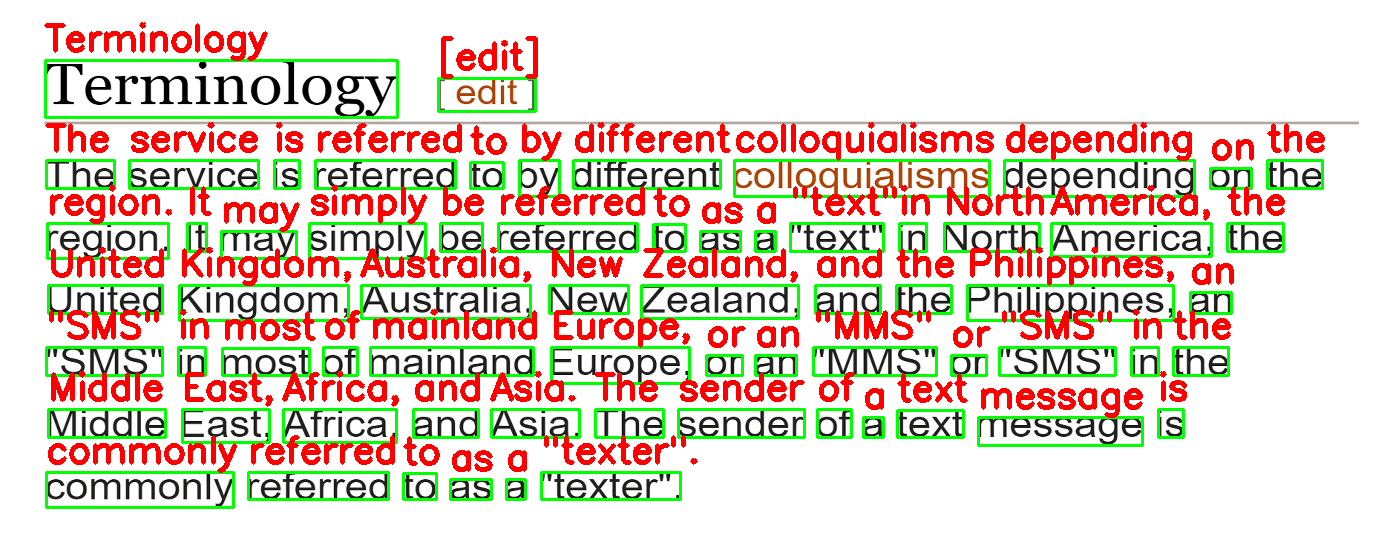 Terminology [edit]
Terminology [ edit ]
The service is referred to by different colloquialisms depending on the
The service is referred to by different colloquialisms depending on the
region. It may simply be referred to as a "text" in North America, the
region. It may simply be referred to as a "text" in North America, the
United Kingdom, Australia, New Zealand, and the Philippines, an
United Kingdom, Australia, New Zealand, and the Philippines, an
"SMS" in most of mainland Europe, or an "MMS" or "SMS" in the
"SMS" in most of mainland Europe, or an "MMS" or "SMS" in the
Middle East, Africa, and Asia. The sender of a text message is
Middle East, Africa, and Asia. The sender of a text message is
commonly referred to as a "texter".
commonly referred to as a "texter".